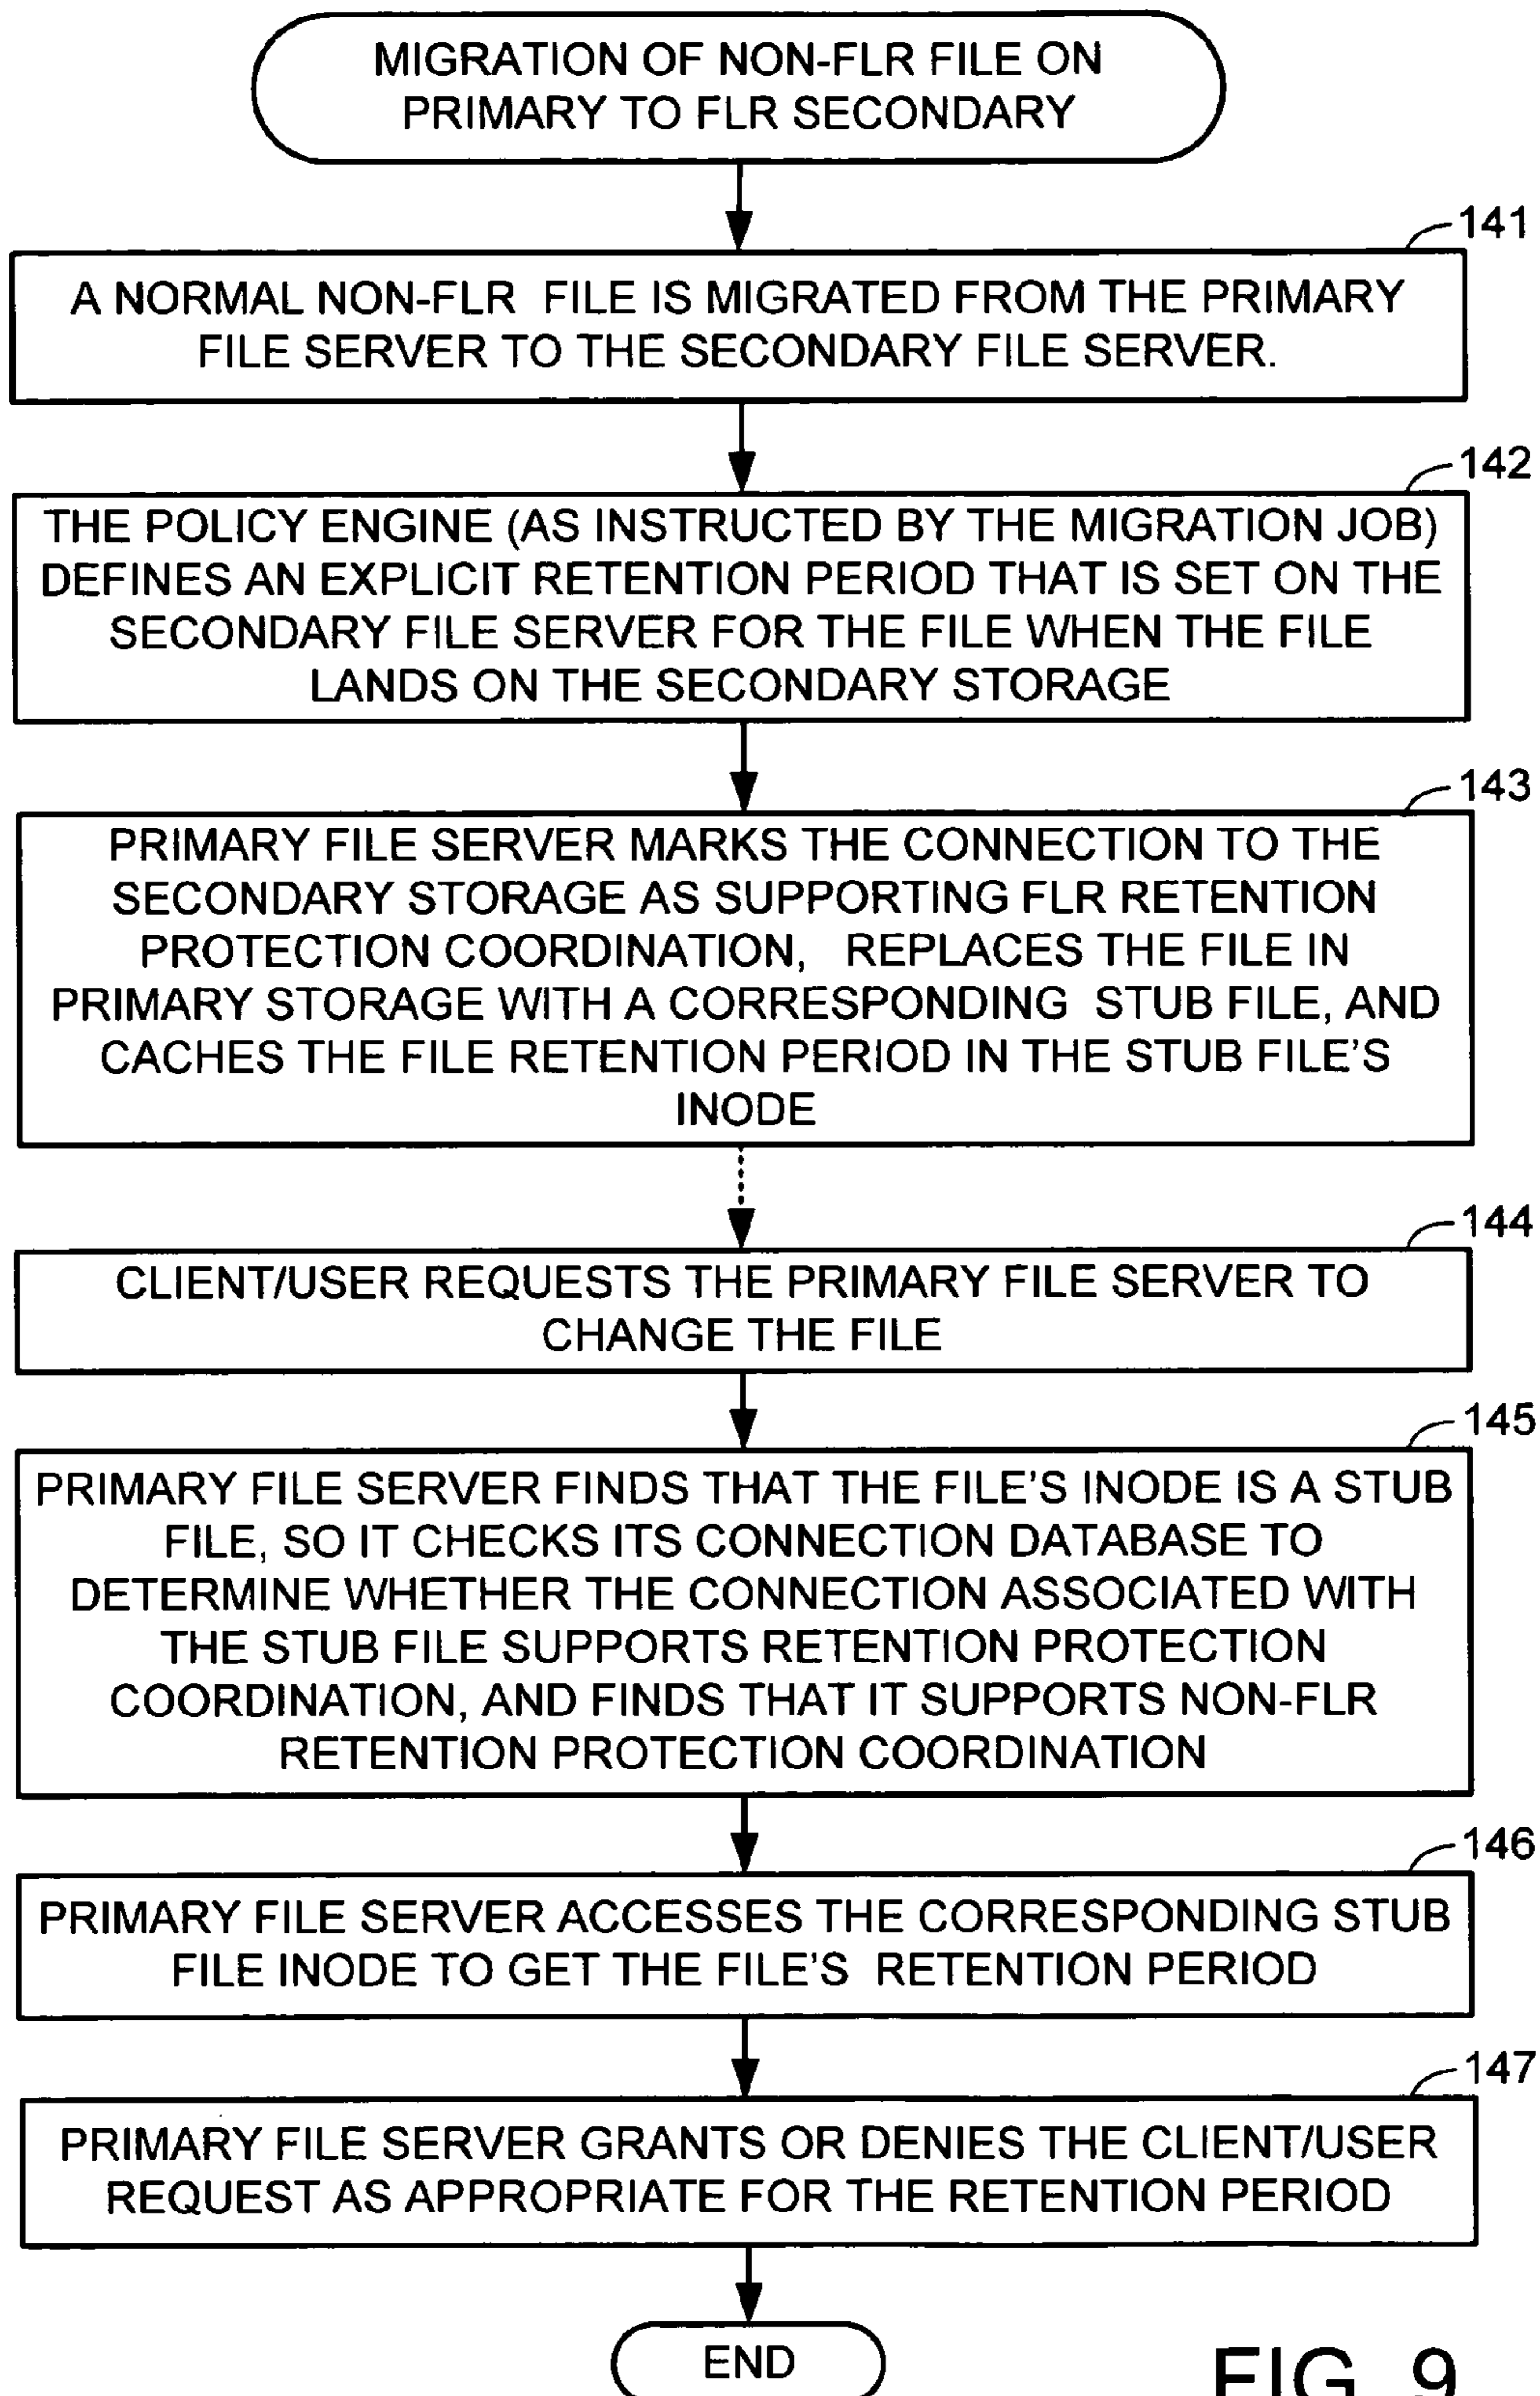 MIGRATION OF NON-FLR FILE ON
PRIMARY TO FLR SECONDARY
141
A NORMAL NON-FLR FILE IS MIGRATED FROM THE PRIMARY
FILE SERVER TO THE SECONDARY FILE SERVER.
142
THE POLICY ENGINE (AS INSTRUCTED BY THE MIGRATION JOB)
DEFINES AN EXPLICIT RETENTION PERIOD THAT IS SET ON THE
SECONDARY FILE SERVER FOR THE FILE WHEN THE FILE
LANDS ON THE SECONDARY STORAGE
143
PRIMARY FILE SERVER MARKS THE CONNECTION TO THE
SECONDARY STORAGE AS SUPPORTING FLR RETENTION
PROTECTION COORDINATION, REPLACES THE FILE IN
PRIMARY STORAGE WITH A CORRESPONDING STUB FILE, AND
CACHES THE FILE RETENTION PERIOD IN THE STUB FILE'S
INODE
144
CLIENT/USER REQUESTS THE PRIMARY FILE SERVER TO
CHANGE THE FILE
145
PRIMARY FILE SERVER FINDS THAT THE FILE'S INODE IS A STUB
FILE, SO IT CHECKS ITS CONNECTION DATABASE TO
DETERMINE WHETHER THE CONNECTION ASSOCIATED WITH
THE STUB FILE SUPPORTS RETENTION PROTECTION
COORDINATION, AND FINDS THAT IT SUPPORTS NON-FLR
RETENTION PROTECTION COORDINATION
146
PRIMARY FILE SERVER ACCESSES THE CORRESPONDING STUB
FILE INODE TO GET THE FILE'S RETENTION PERIOD
147
PRIMARY FILE SERVER GRANTS OR DENIES THE CLIENT/USER
REQUEST AS APPROPRIATE FOR THE RETENTION PERIOD
END
FIG. 9